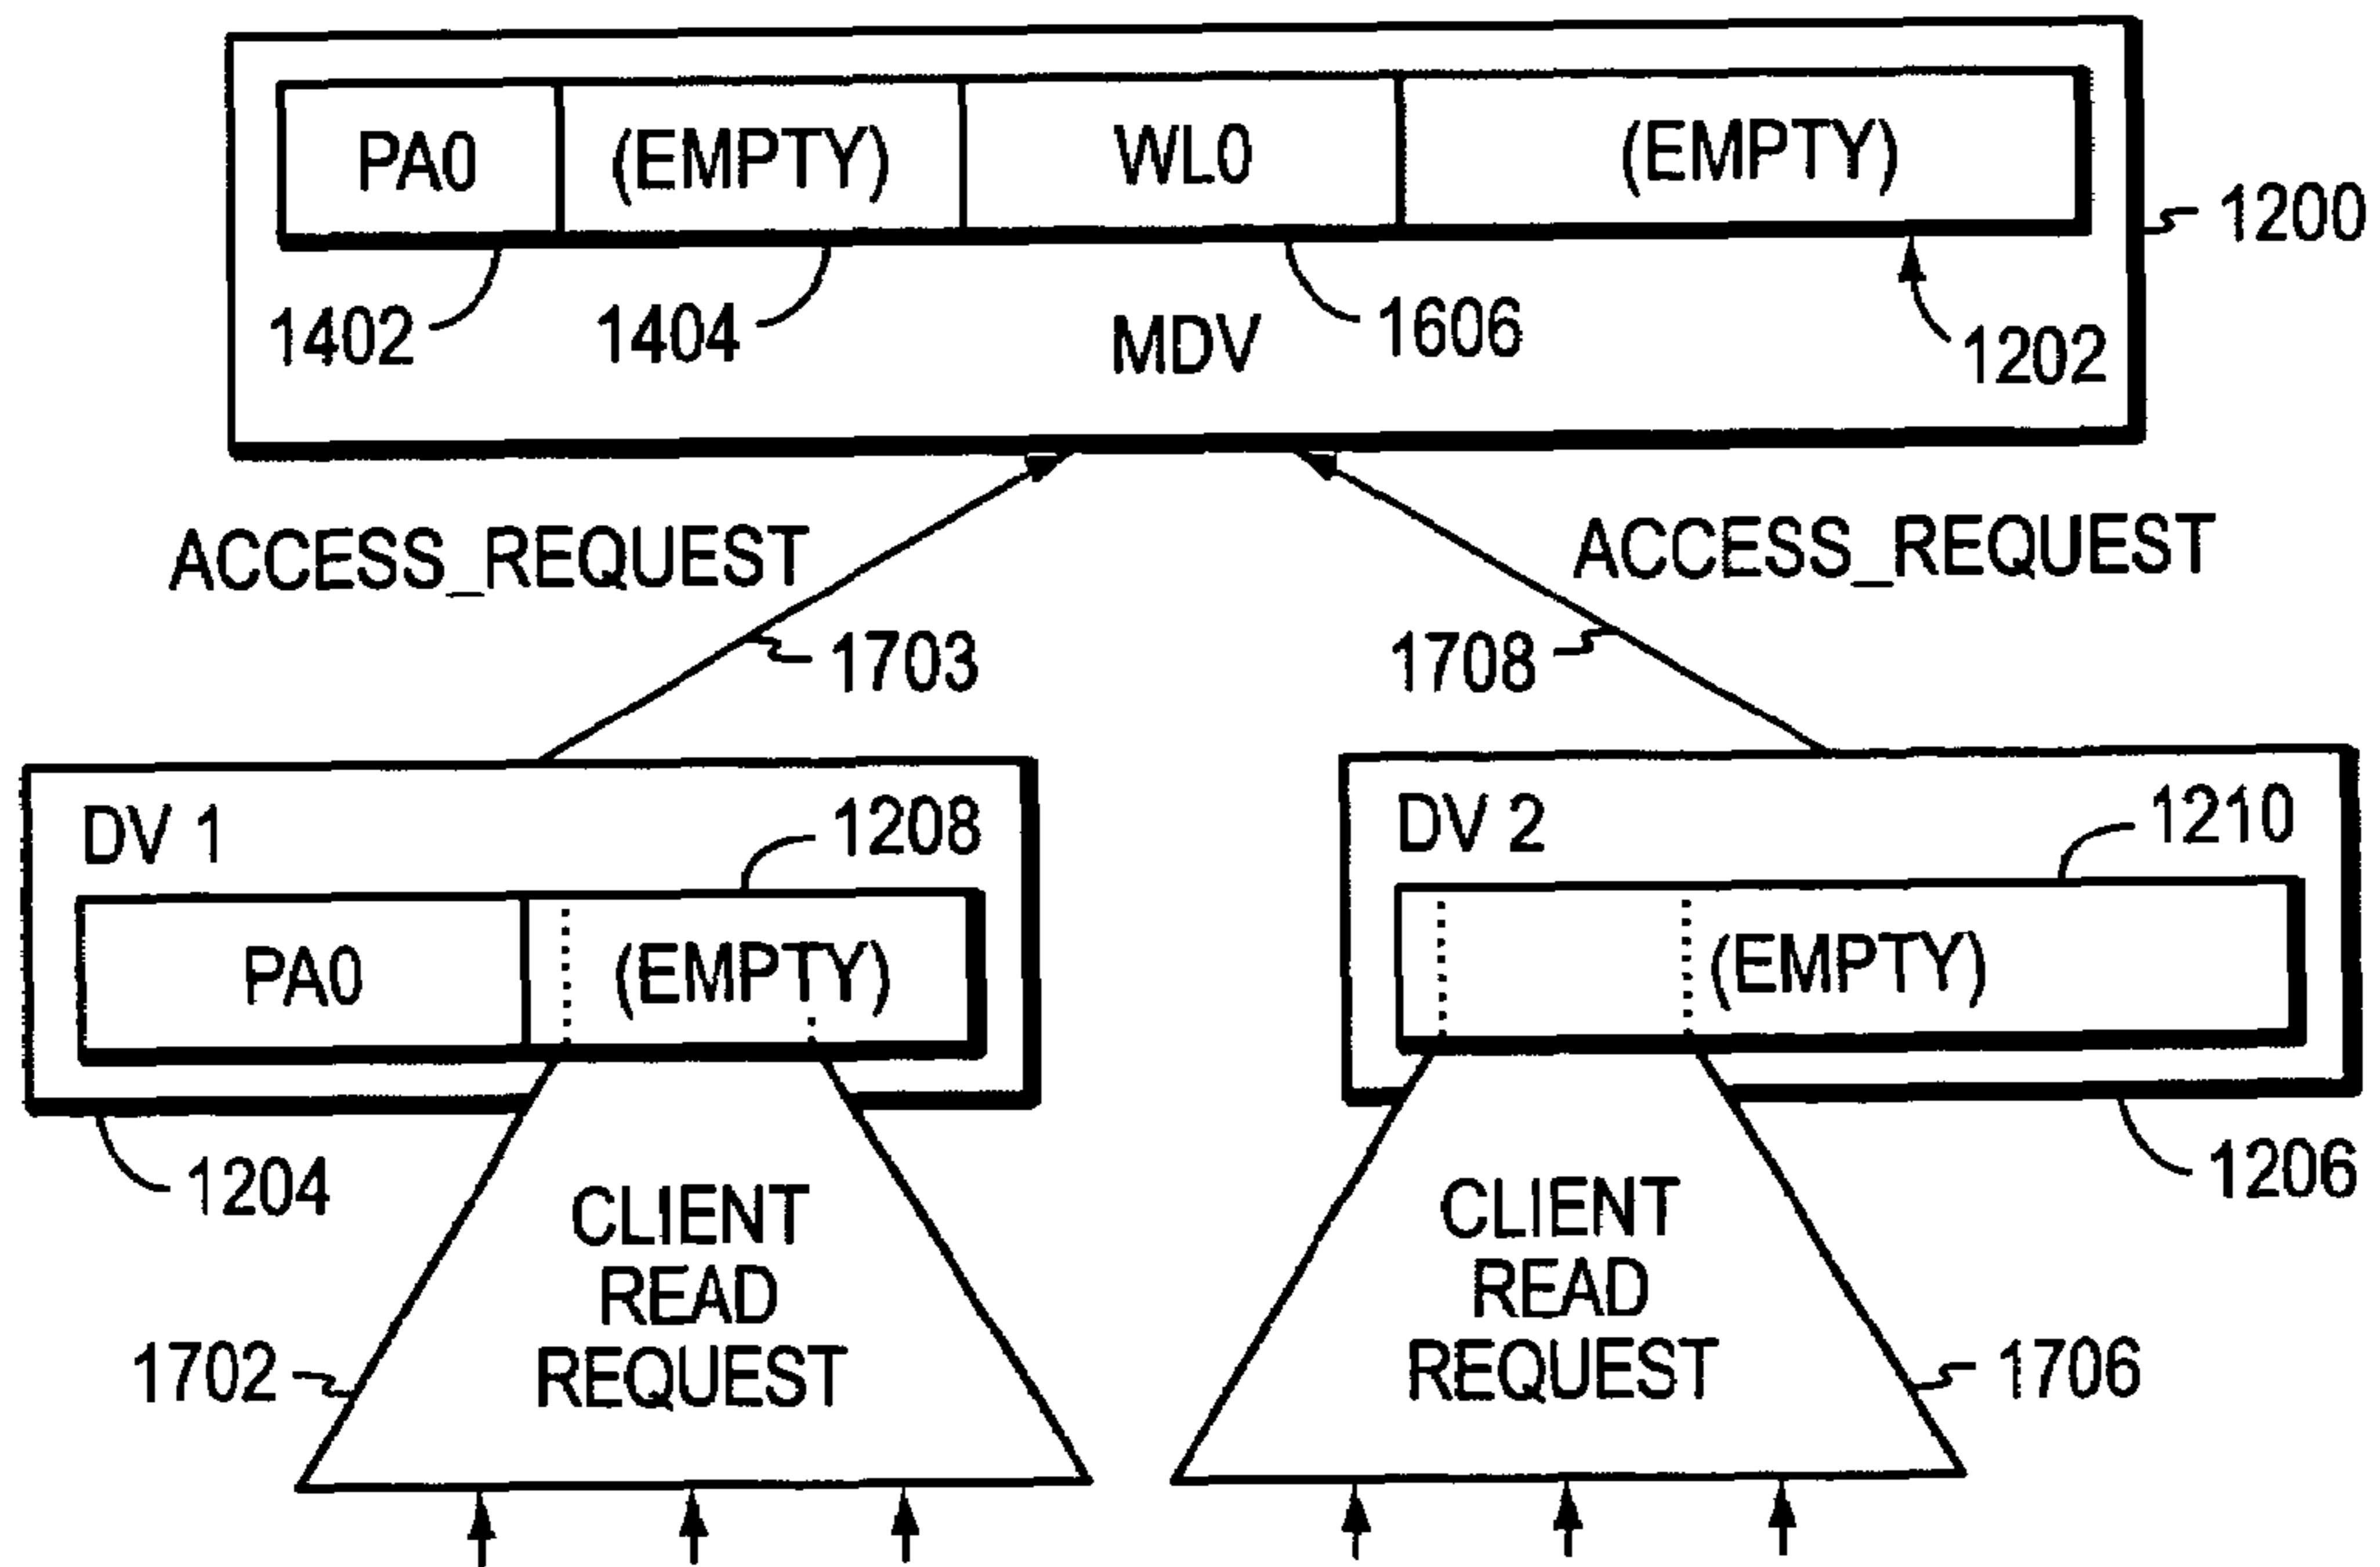 PA0
(EMPTY)
WL0
(EMPTY)
1200
1402
1404
MDV
1606
1202
ACCESS_REQUEST
ACCESS_REQUEST
1703
1708
DV 1
1208
DV 2
1210
PA0
(EMPTY)
(EMPTY)
1204
1206
CLIENT
READ
REQUEST
CLIENT
READ
REQUEST
1702
1706